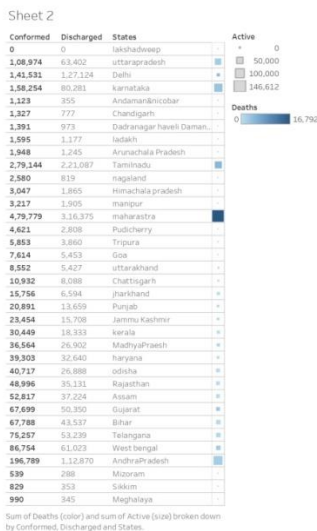 Sheet 2
Conformed Discharged States
0 0 lakshadweep
1,08,974 63,402 uttarapradesh
1,41,531 1,27,124 Delhi
1,58,254 80,281 karnataka
1,123 355 Andaman&nicobar
1,327 777 Chandigarh
1,391 973 Dadranagar haveli Daman..
1,595 1,177 ladakh
1,948 1,245 Arunachala Pradesh
2,79,144 2,21,087 Tamilnadu
2,580 819 nagaland
3,047 1,865 Himachala pradesh
3,217 1,905 manipur
4,79,779 3,16,375 maharastra
4,621 2,808 Pudicherry
5,853 3,860 Tripura
7,614 5,453 Goa
8,552 5,427 uttarakhand
10,932 8,088 Chattisgarh
15,756 6,594 jharkhand
20,891 13,659 Punjab
23,454 15,708 Jammu Kashmir
30,449 18,333 kerala
36,564 26,902 MadhyaPraesh
39,303 32,640 haryana
40,717 26,888 odisha
48,996 35,131 Rajasthan
52,817 37,224 Assam
67,699 50,350 Gujarat
67,788 43,537 Bihar
75,257 53,239 Telangana
86,754 61,023 West bengal
196,789 1,12,870 AndhraPradesh
539 288 Mizoram
829 353 Sikkim
990 345 Meghalaya
Sum of Deaths (color) and sum of Active (size) broken down
by Conformed, Discharged and States.
Active
0
50,000
100,000
146,612
Deaths
0 16,792